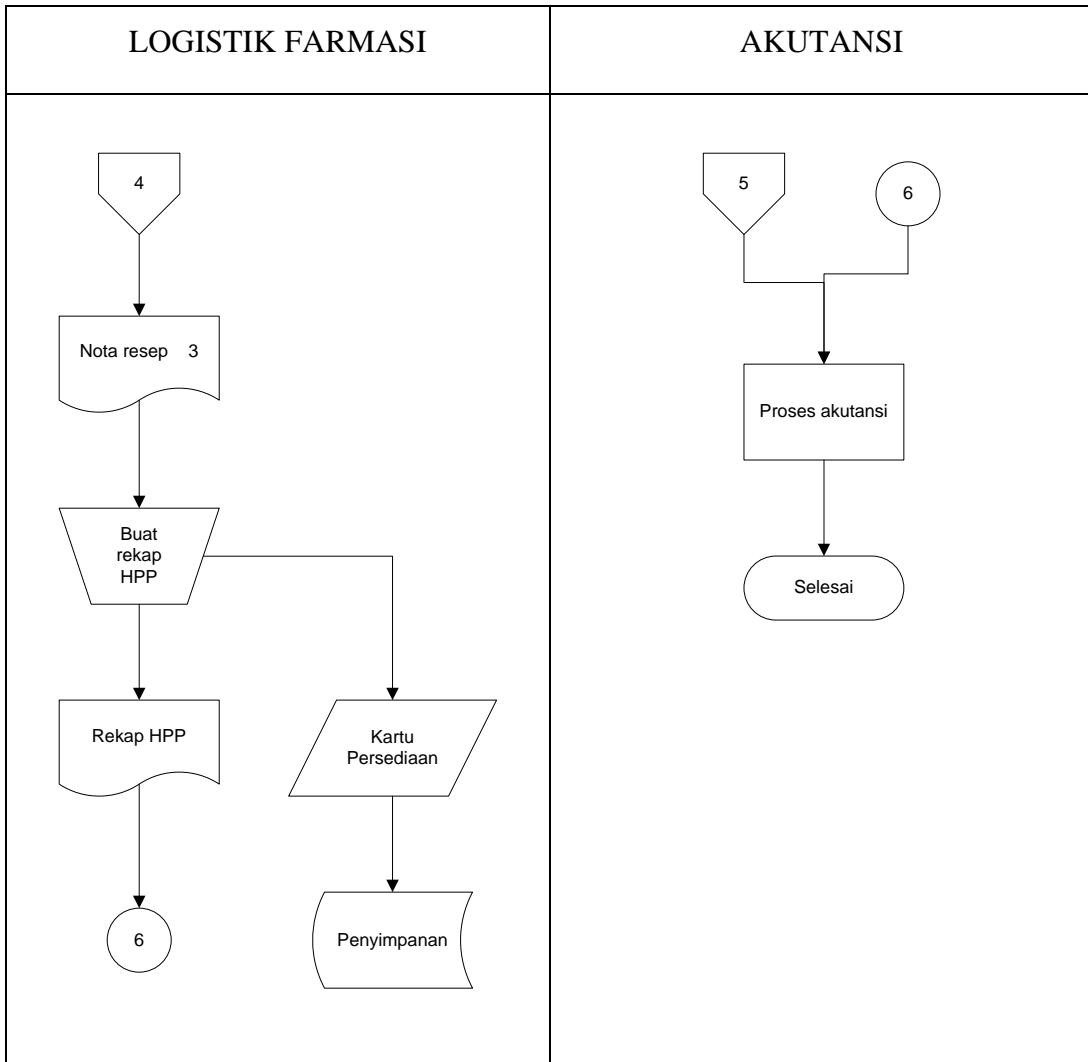 LOGISTIK FARMASI
AKUTANSI
4
Nota resep 3
Buat
rekap
HPP
Rekap HPP
Kartu
Persediaan
6
Penyimpanan
5
6
Proses akutansi
Selesai